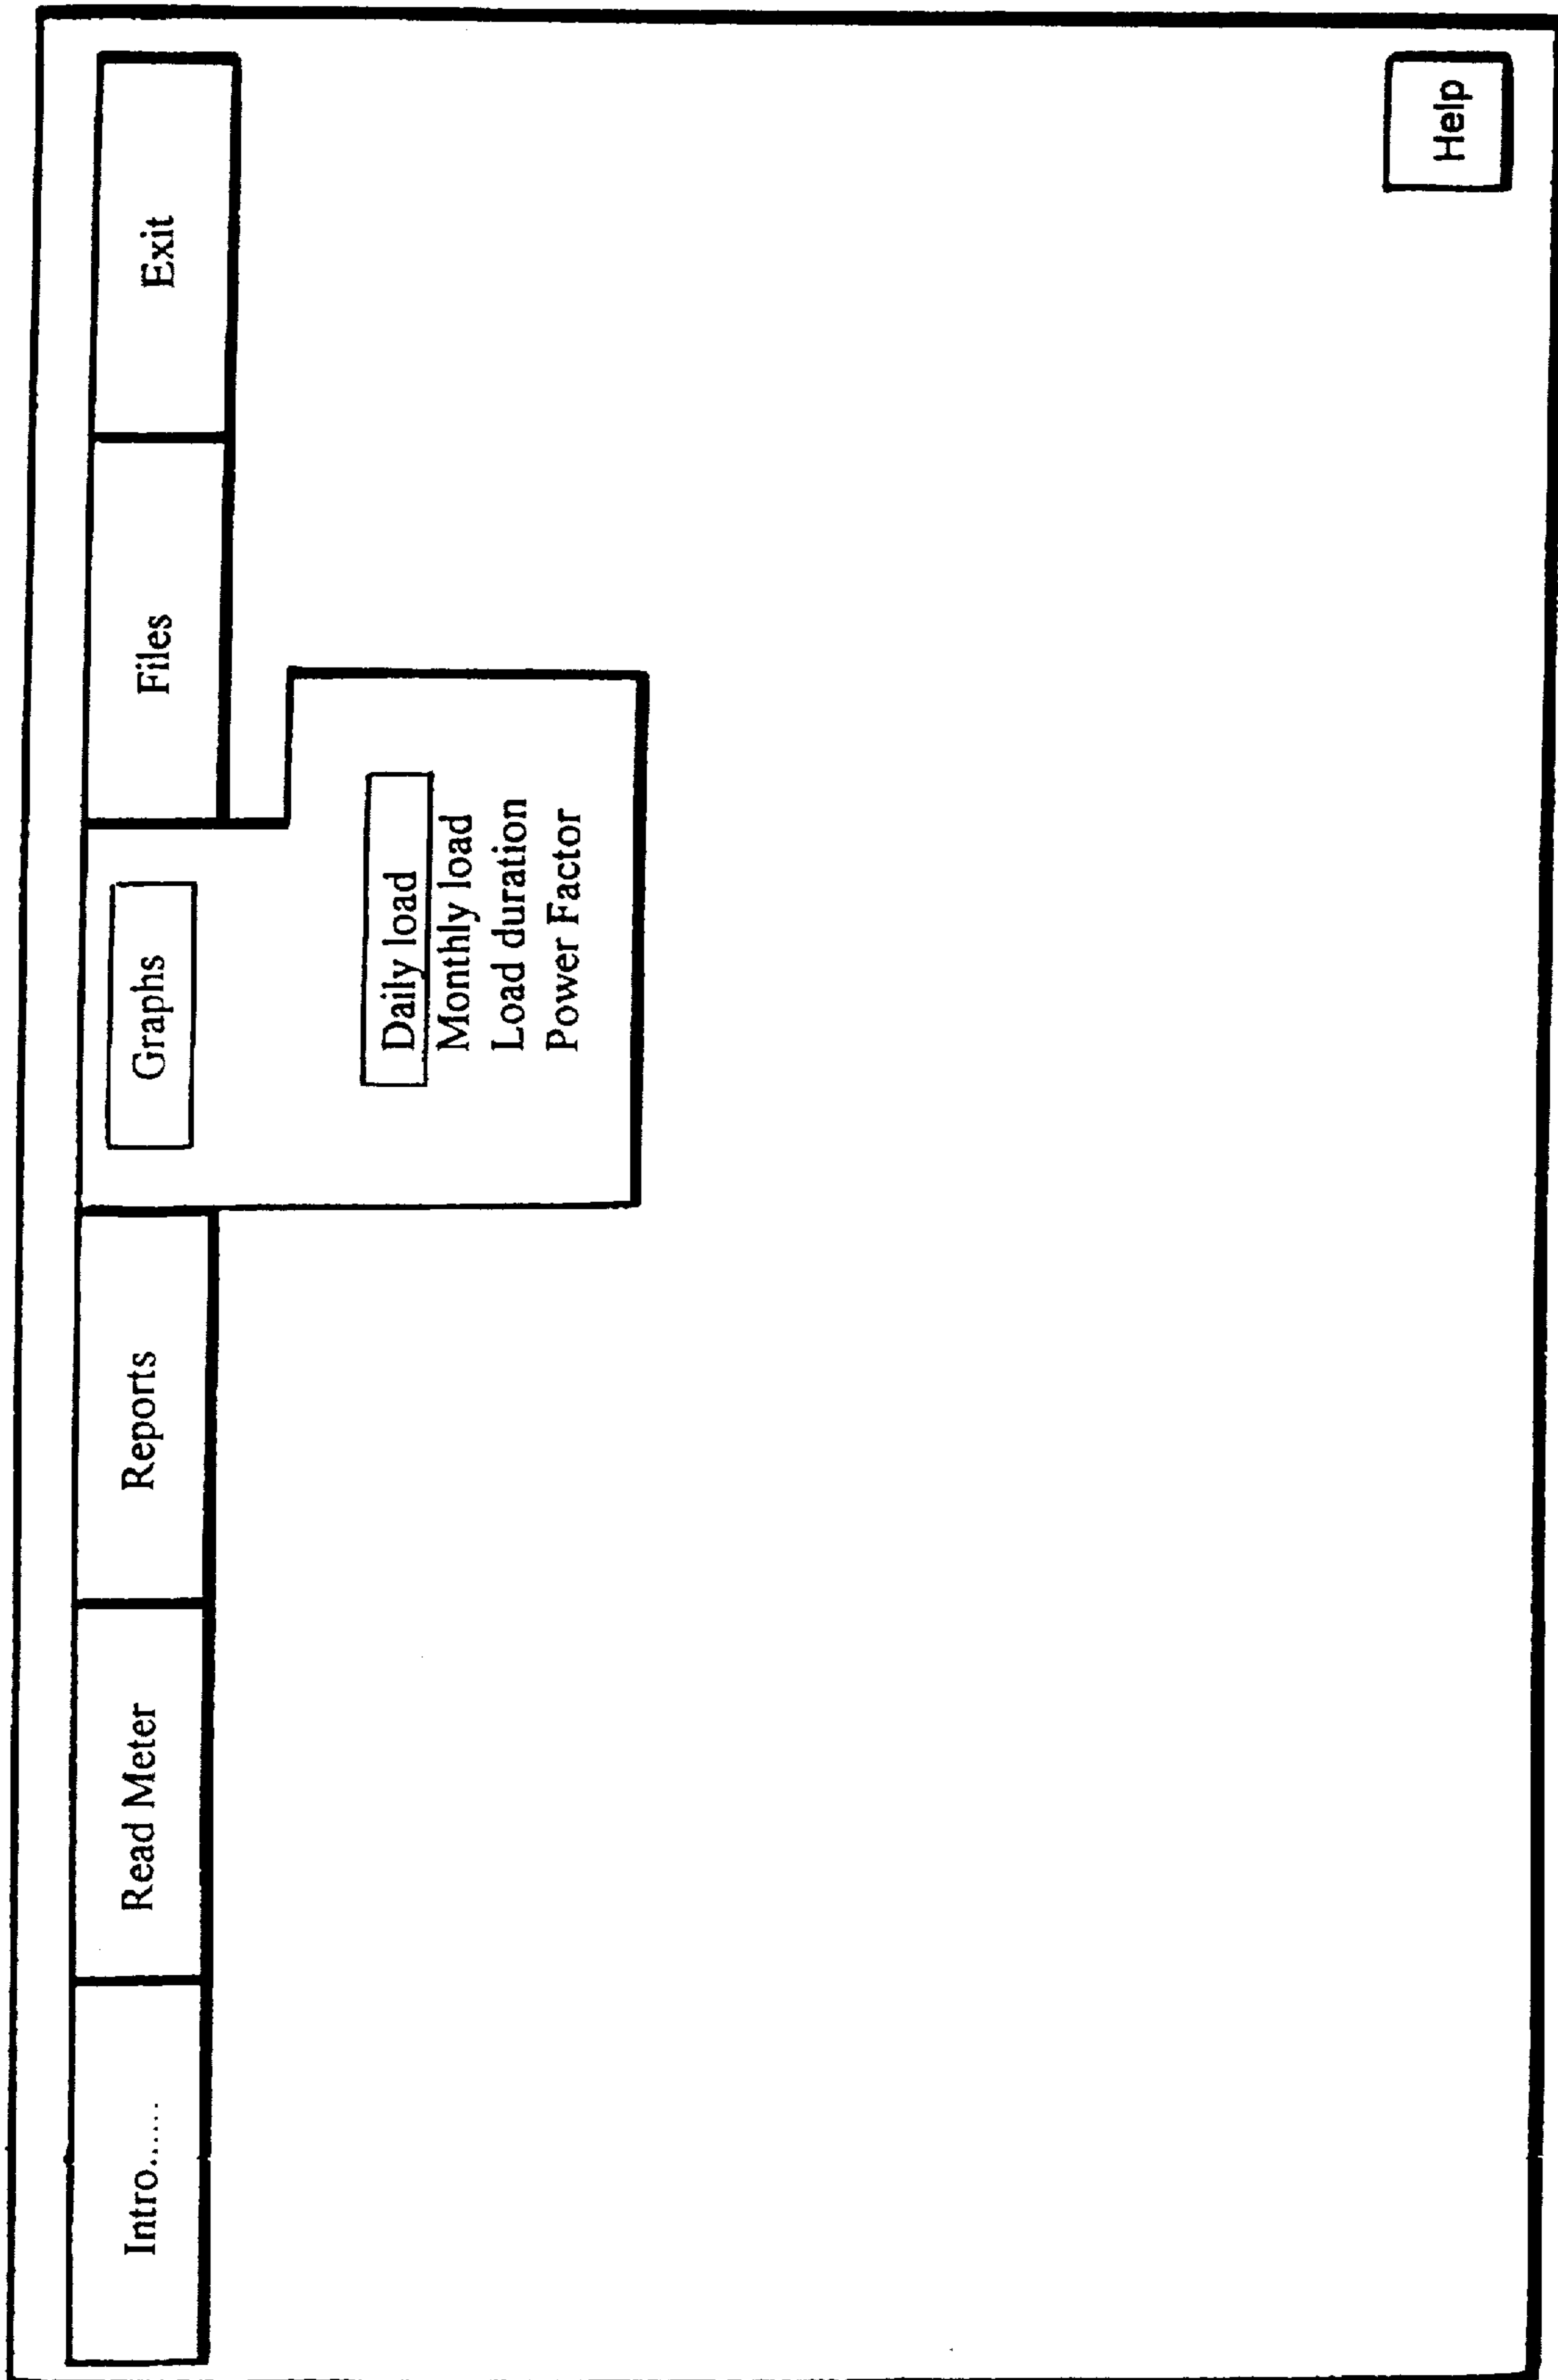 Intro......
Read Meter
Reports
Graphs
Files
Exit
Daily load
Monthly load
Load duration
Power Factor
Help